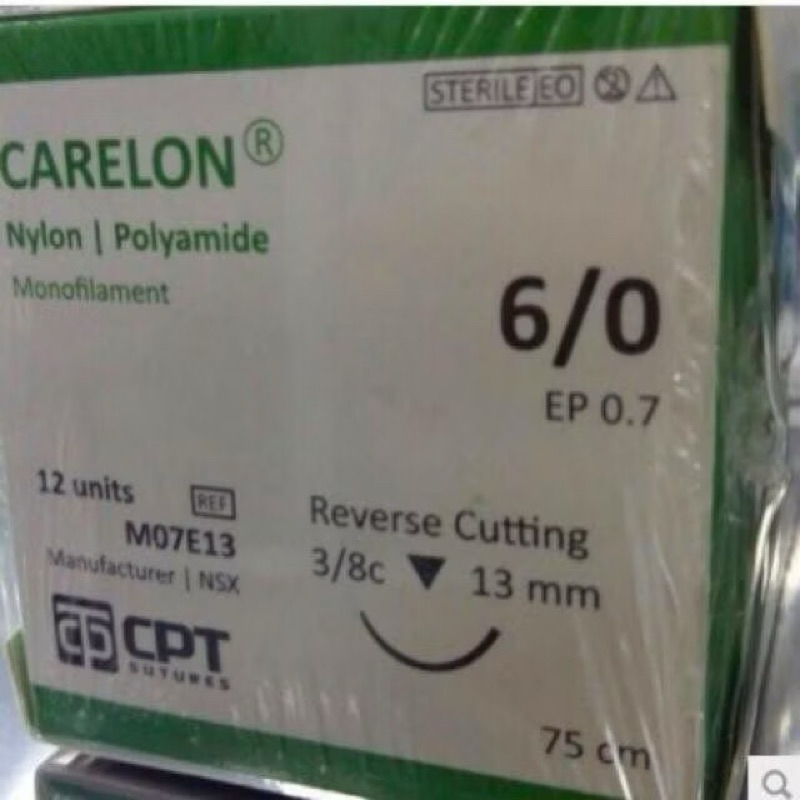 STERILE EO
CARELON®
Nylon | Polyamide
Monofilament
6/0
EP 0.7
12 units REF
M07E13
Manufacturer | NSX
CPT
SUTURES
Reverse Cutting
3/8c ▼ 13 mm
75 cm